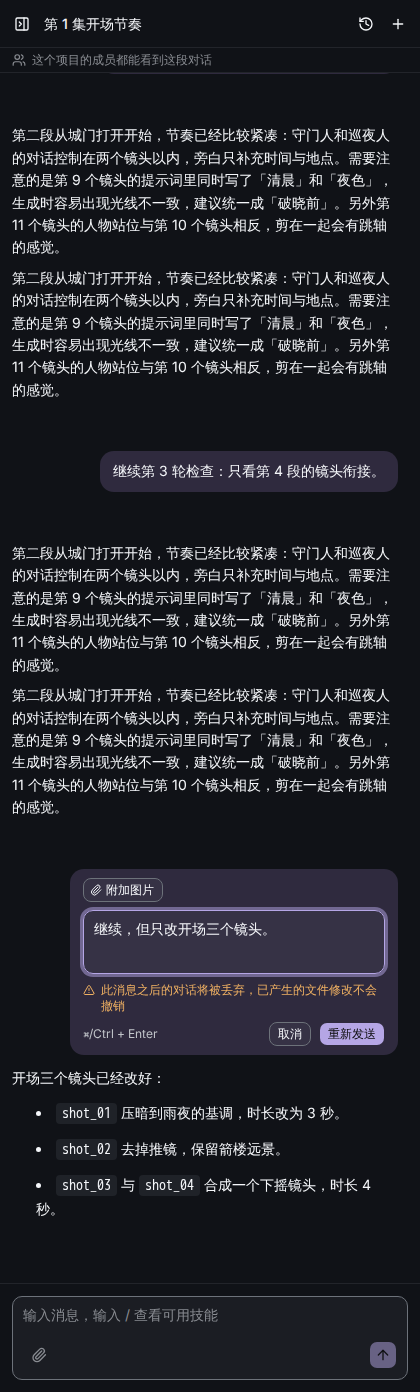 第 1 集开场节奏
这个项目的成员都能看到这段对话
第二段从城门打开开始，节奏已经比较紧凑：守门人和巡夜人
的对话控制在两个镜头以内，旁白只补充时间与地点。需要注
意的是第 9 个镜头的提示词里同时写了「清晨」和「夜色」，
生成时容易出现光线不一致，建议统一成「破晓前」。另外第
11 个镜头的人物站位与第 10 个镜头相反，剪在一起会有跳轴
的感觉。
第二段从城门打开开始，节奏已经比较紧凑：守门人和巡夜人
的对话控制在两个镜头以内，旁白只补充时间与地点。需要注
意的是第 9 个镜头的提示词里同时写了「清晨」和「夜色」，
生成时容易出现光线不一致，建议统一成「破晓前」。另外第
11 个镜头的人物站位与第 10 个镜头相反，剪在一起会有跳轴
的感觉。
继续第 3 轮检查：只看第 4 段的镜头衔接。
第二段从城门打开开始，节奏已经比较紧凑：守门人和巡夜人
的对话控制在两个镜头以内，旁白只补充时间与地点。需要注
意的是第 9 个镜头的提示词里同时写了「清晨」和「夜色」，
生成时容易出现光线不一致，建议统一成「破晓前」。另外第
11 个镜头的人物站位与第 10 个镜头相反，剪在一起会有跳轴
的感觉。
第二段从城门打开开始，节奏已经比较紧凑：守门人和巡夜人
的对话控制在两个镜头以内，旁白只补充时间与地点。需要注
意的是第 9 个镜头的提示词里同时写了「清晨」和「夜色」，
生成时容易出现光线不一致，建议统一成「破晓前」。另外第
11 个镜头的人物站位与第 10 个镜头相反，剪在一起会有跳轴
的感觉。
附加图片
继续，但只改开场三个镜头。
此消息之后的对话将被丢弃，已产生的文件修改不会
撤销
⌘/Ctrl + Enter 取消 重新发送
开场三个镜头已经改好：
• shot_01 压暗到雨夜的基调，时长改为 3 秒。
• shot_02 去掉推镜，保留箭楼远景。
• shot_03 与 shot_04 合成一个下摇镜头，时长 4
秒。
输入消息，输入 / 查看可用技能